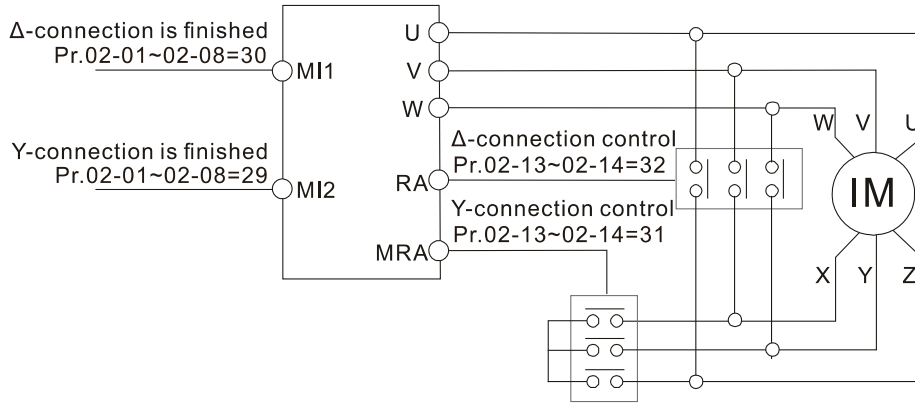 Δ-connection is finished
Pr.02-01~02-08=30
MI1
Y-connection is finished
Pr.02-01~02-08=29
MI2
U
V
W
RA
MRA
Δ-connection control
Pr.02-13~02-14=32
Y-connection control
Pr.02-13~02-14=31
W V U
IM
X Y Z